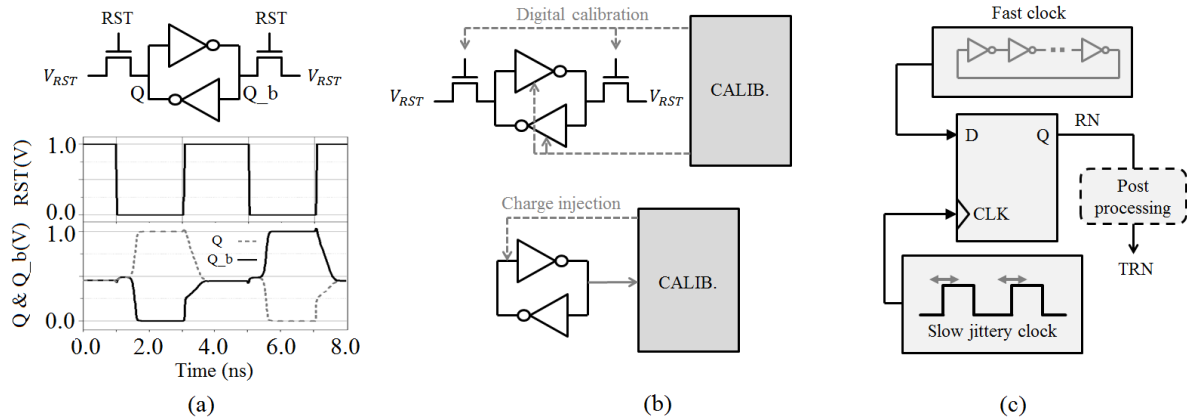 RST RST
V_RST V_RST
Q Q_b
RST(V)
1.0
0.0
Q & Q_b(V)
1.0
0.0
Q
Q_b
0.0 2.0 4.0 6.0 8.0
Time (ns)
(a)
Digital calibration
V_RST V_RST
CALIB.
Charge injection
CALIB.
(b)
Fast clock
D Q
RN
CLK
Post
processing
TRN
Slow jittery clock
(c)